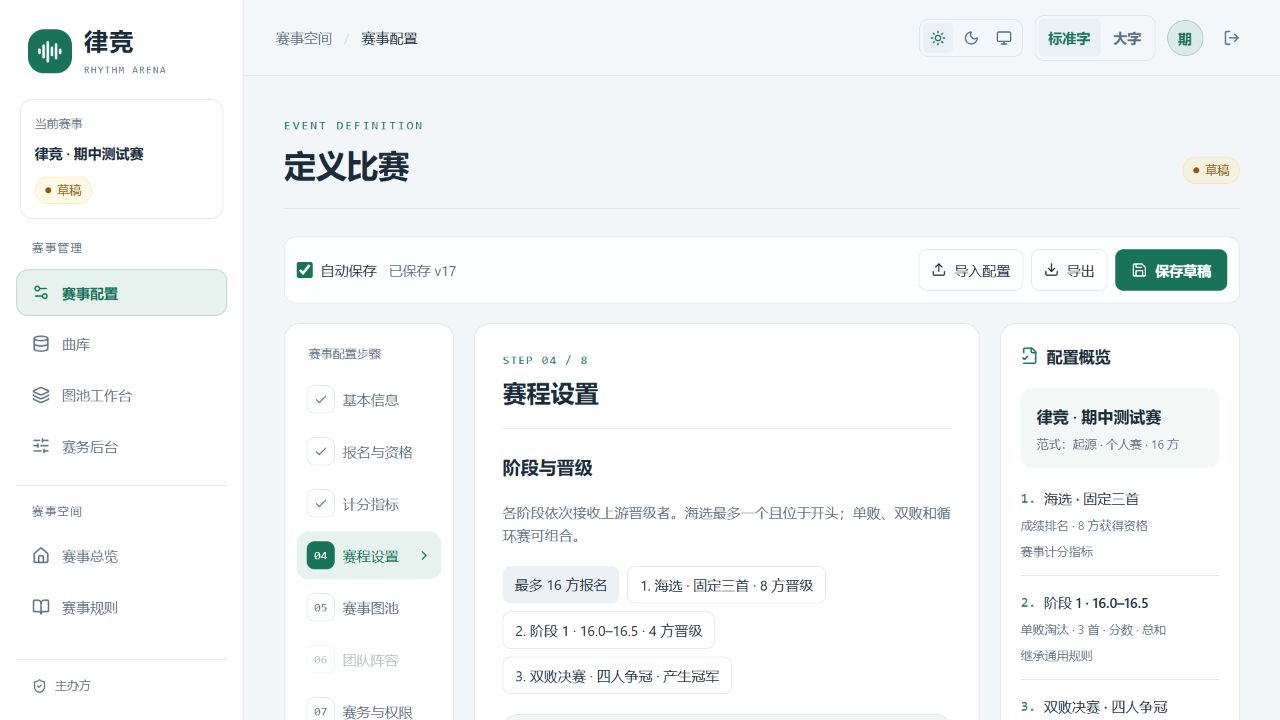 律竞
RHYTHM ARENA
当前赛事
律竞 · 期中测试赛
草稿
赛事管理
赛事配置
曲库
图池工作台
赛务后台
赛事空间
赛事总览
赛事规则
主办方
赛事空间 / 赛事配置
标准字 大字 期
EVENT DEFINITION
定义比赛
草稿
自动保存 已保存 v17
导入配置 导出 保存草稿
赛事配置步骤
基本信息
报名与资格
计分指标
04 赛程设置
05 赛事图池
06 团队阵容
07 赛务与权限
STEP 04 / 8
赛程设置
阶段与晋级
各阶段依次接收上游晋级者。海选最多一个且位于开头；单败、双败和循
环赛可组合。
最多 16 方报名 1. 海选 · 固定三首 · 8 方晋级
2. 阶段 1 · 16.0–16.5 · 4 方晋级
3. 双败决赛 · 四人争冠 · 产生冠军
配置概览
律竞 · 期中测试赛
范式：起源 · 个人赛 · 16 方
1. 海选 · 固定三首
成绩排名 · 8 方获得资格
赛事计分指标
2. 阶段 1 · 16.0–16.5
单败淘汰 · 3 首 · 分数 · 总和
继承通用规则
3. 双败决赛 · 四人争冠